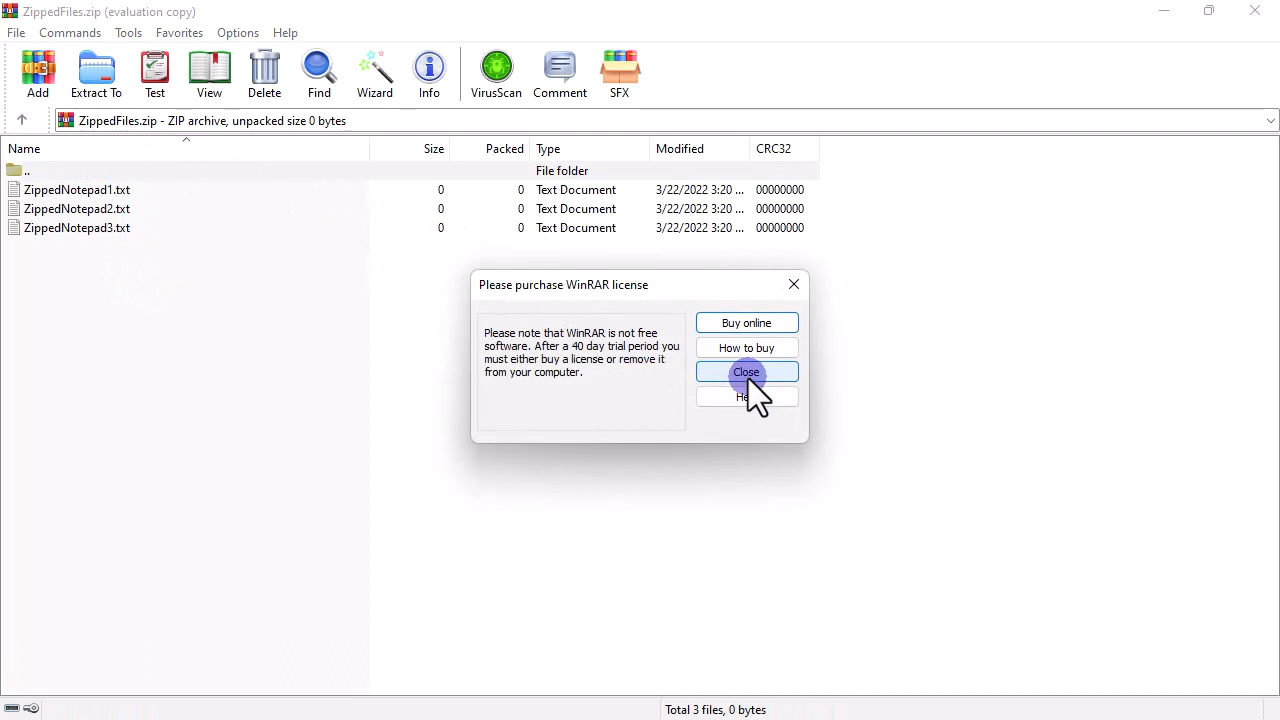 ZippedFiles.zip (evaluation copy)
File Commands Tools Favorites Options Help
Add Extract To Test View Delete Find Wizard Info VirusScan Comment SFX
ZippedFiles.zip - ZIP archive, unpacked size 0 bytes
Name Size Packed Type Modified CRC32
.. File folder
ZippedNotepad1.txt 0 0 Text Document 3/22/2022 3:20 ... 00000000
ZippedNotepad2.txt 0 0 Text Document 3/22/2022 3:20 ... 00000000
ZippedNotepad3.txt 0 0 Text Document 3/22/2022 3:20 ... 00000000
Please purchase WinRAR license
Please note that WinRAR is not free
software. After a 40 day trial period you
must either buy a license or remove it
from your computer.
Buy online
How to buy
Close
Total 3 files, 0 bytes